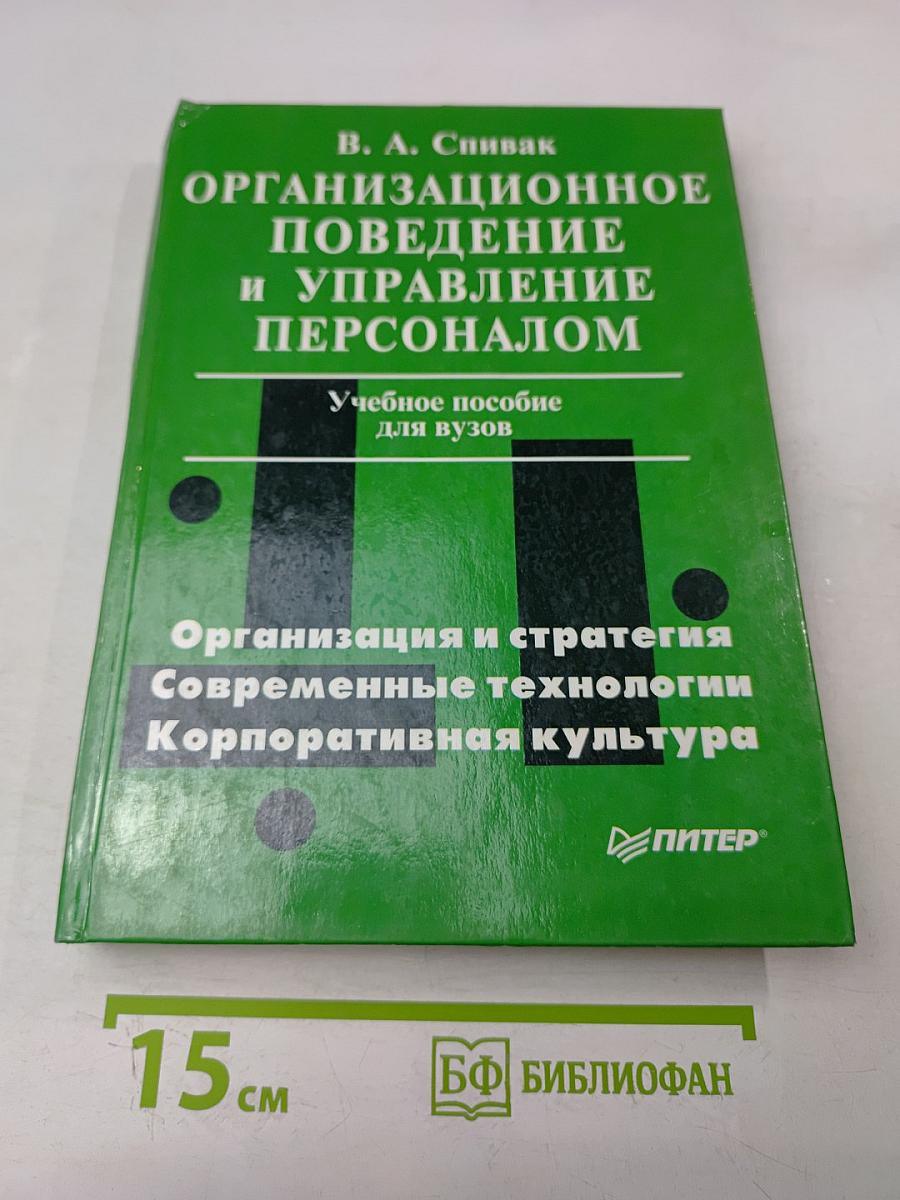 В. А. Спивак
ОРГАНИЗАЦИОННОЕ
ПОВЕДЕНИЕ
и УПРАВЛЕНИЕ
ПЕРСОНАЛОМ
Учебное пособие
для вузов
Организация и стратегия
Современные технологии
Корпоративная культура
ПИТЕР®
15 см
БФ БИБЛИОФАН